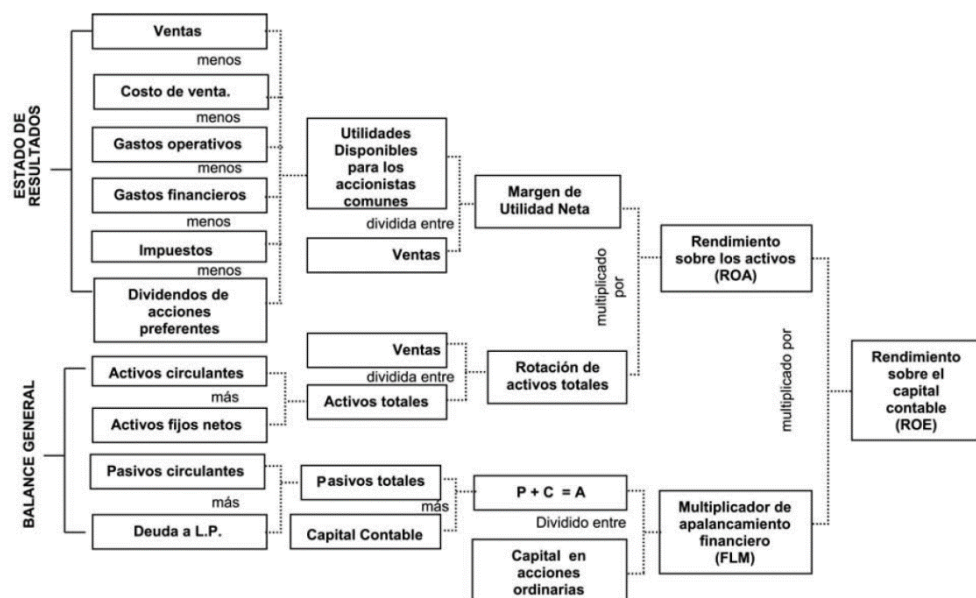 ESTADO DE
RESULTADOS
Ventas
menos
Costo de venta.
menos
Gastos operativos
menos
Gastos financieros
menos
Impuestos
menos
Dividendos de
acciones
preferentes
Utilidades
Disponibles
para los
accionistas
comunes
dividida entre
Ventas
Margen de
Utilidad Neta
multiplicado
por
Rendimiento
sobre los activos
(ROA)
BALANCE GENERAL
Activos circulantes
más
Activos fijos netos
Ventas
dividida entre
Activos totales
Rotación de
activos totales
multiplicado por
Rendimiento
sobre el
capital
contable
(ROE)
Pasivos circulantes
más
Deuda a L.P.
Pasivos totales
más
Capital Contable
P + C = A
Dividido entre
Capital en
acciones
ordinarias
Multiplicador de
apalancamiento
financiero
(FLM)